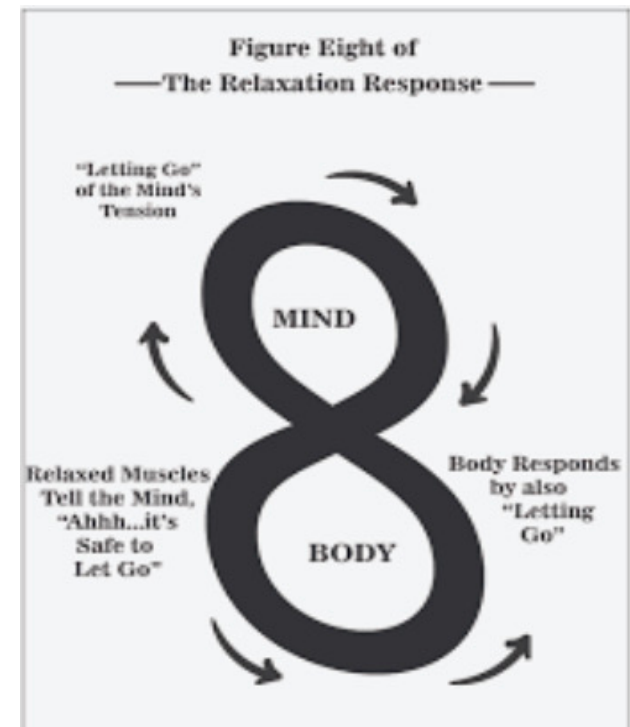 Figure Eight of
—The Relaxation Response—
“Letting Go”
of the Mind’s
Tension
MIND
Relaxed Muscles
Tell the Mind,
“Ahhh...it’s
Safe to
Let Go”
Body Responds
by also
“Letting
Go”
BODY